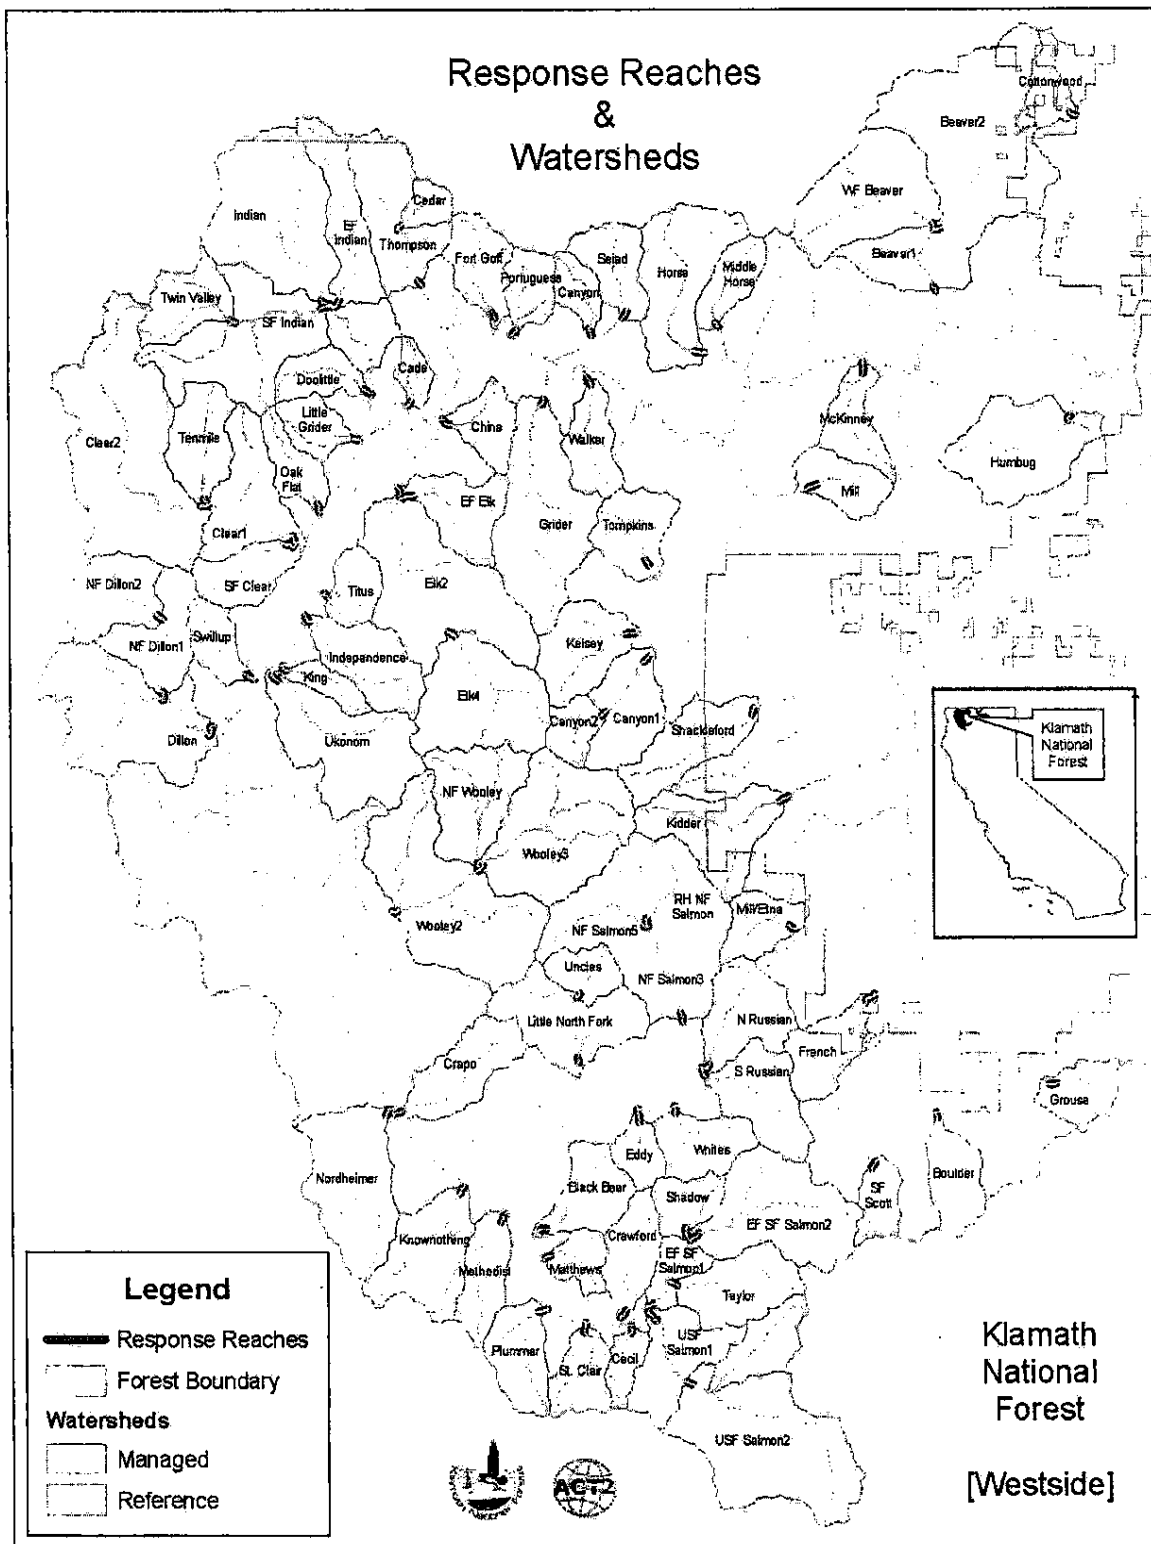 Response Reaches
&
Watersheds
Cottonwood
Beaver2
WF Beaver
Beaver1
Cedar
Indian
EF
Indian
Thompson
Fort Goff
Portuguese
Canyon
Seiad
Horse
Middle
Horse
Twin Valley
SF Indian
Doolittle
Cade
Little
Grider
China
Walker
McKinney
Humbug
Clear2
Tenmile
Oak
Flat
EF Elk
Mill
Clear1
Grider
Tompkins
NF Dillon2
SF Clear
Titus
Elk2
Swillup
NF Dillon1
Independence
Kelsey
King
Elk4
Canyon2
Canyon1
Shackleford
Dillon
Ukonom
Klamath
National
Forest
NF Wooley
Kidder
Wooley3
RH NF
Salmon
Mill/Etna
Wooley2
NF Salmon5
Uncles
NF Salmon3
Little North Fork
N Russian
French
Crapo
S Russian
Grouse
Nordheimer
Eddy
Whites
Black Bear
Shadow
SF
Scott
Boulder
Knownothing
Crawford
EF SF Salmon2
EF SF
Salmon1
Methodist
Matthews
Taylor
Plummer
St. Clair
Cecil
USF
Salmon1
USF Salmon2
Legend
Response Reaches
Forest Boundary
Watersheds
Managed
Reference
ACT2
Klamath
National
Forest
[Westside]